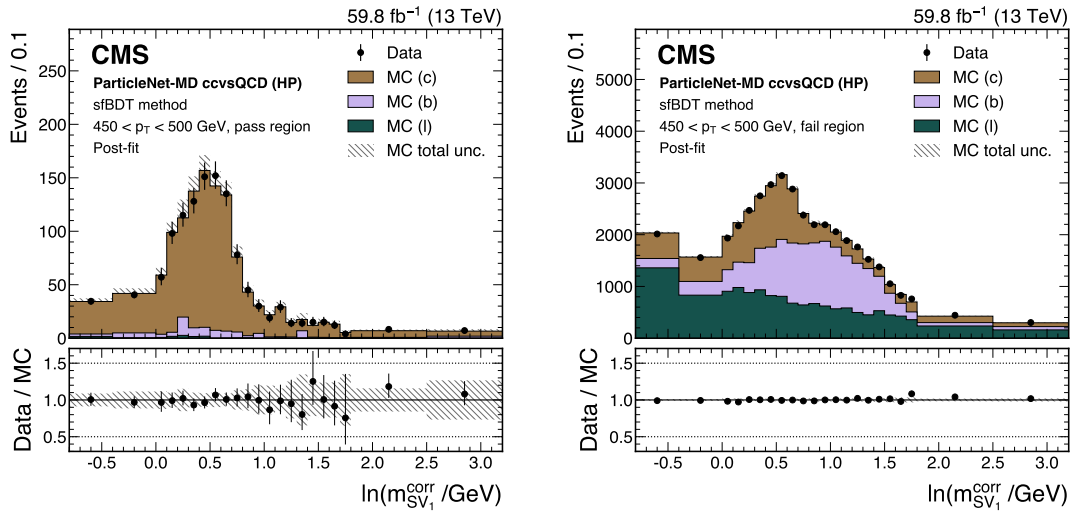 59.8 fb⁻¹ (13 TeV)
Events / 0.1
CMS
ParticleNet-MD ccvsQCD (HP)
sfBDT method
450 < p_T < 500 GeV, pass region
Post-fit
Data
MC (c)
MC (b)
MC (l)
MC total unc.
250
200
150
100
50
0
Data / MC
1.5
1.0
0.5
-0.5 0.0 0.5 1.0 1.5 2.0 2.5 3.0
ln(m_{SV_1}^{corr} /GeV)
59.8 fb⁻¹ (13 TeV)
Events / 0.1
CMS
ParticleNet-MD ccvsQCD (HP)
sfBDT method
450 < p_T < 500 GeV, fail region
Post-fit
Data
MC (c)
MC (b)
MC (l)
MC total unc.
5000
4000
3000
2000
1000
0
Data / MC
1.5
1.0
0.5
-0.5 0.0 0.5 1.0 1.5 2.0 2.5 3.0
ln(m_{SV_1}^{corr} /GeV)